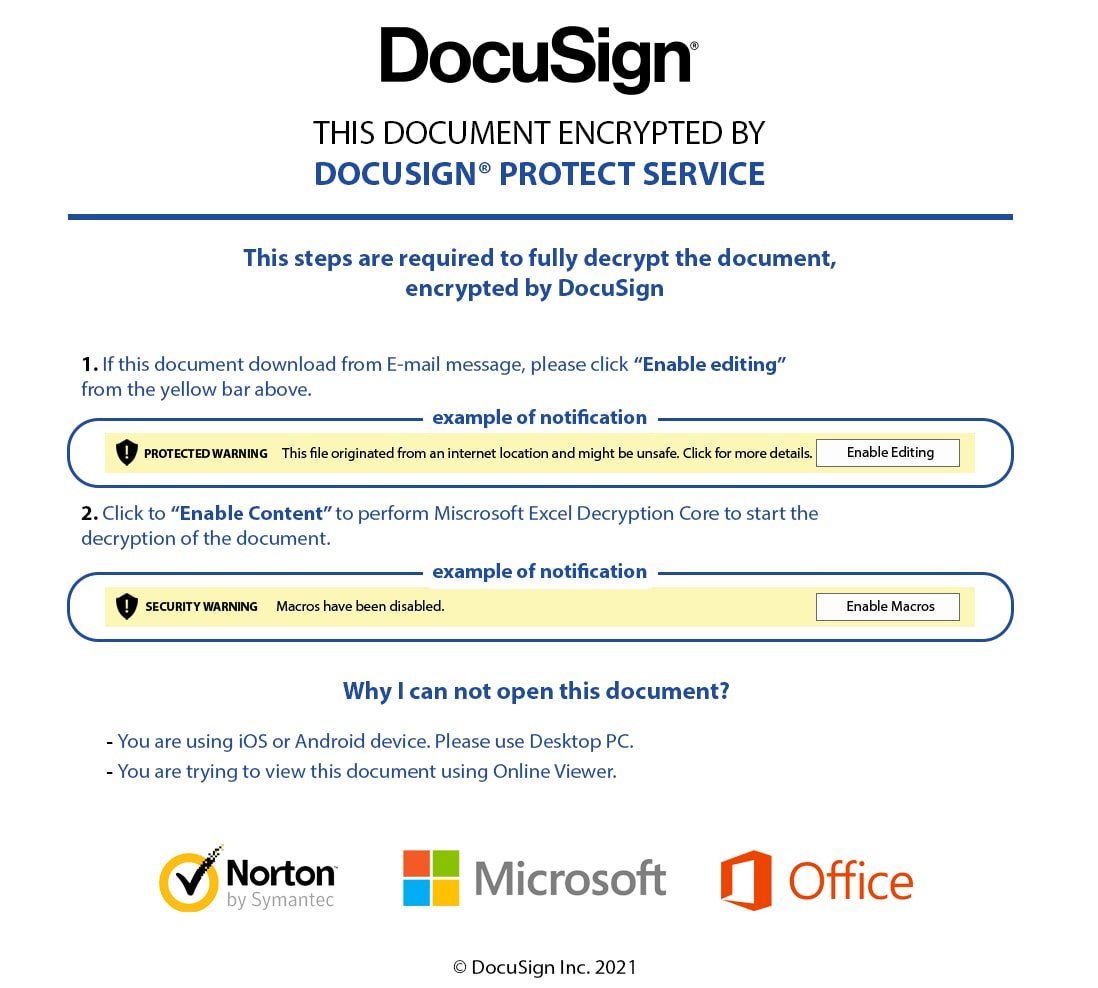 DocuSign®
THIS DOCUMENT ENCRYPTED BY
DOCUSIGN® PROTECT SERVICE
This steps are required to fully decrypt the document,
encrypted by DocuSign
1. If this document download from E-mail message, please click “Enable editing”
from the yellow bar above.
example of notification
PROTECTED WARNING This file originated from an internet location and might be unsafe. Click for more details. Enable Editing
2. Click to “Enable Content” to perform Miscrosoft Excel Decryption Core to start the
decryption of the document.
example of notification
SECURITY WARNING Macros have been disabled. Enable Macros
Why I can not open this document?
- You are using iOS or Android device. Please use Desktop PC.
- You are trying to view this document using Online Viewer.
Norton™
by Symantec
Microsoft
Office
© DocuSign Inc. 2021